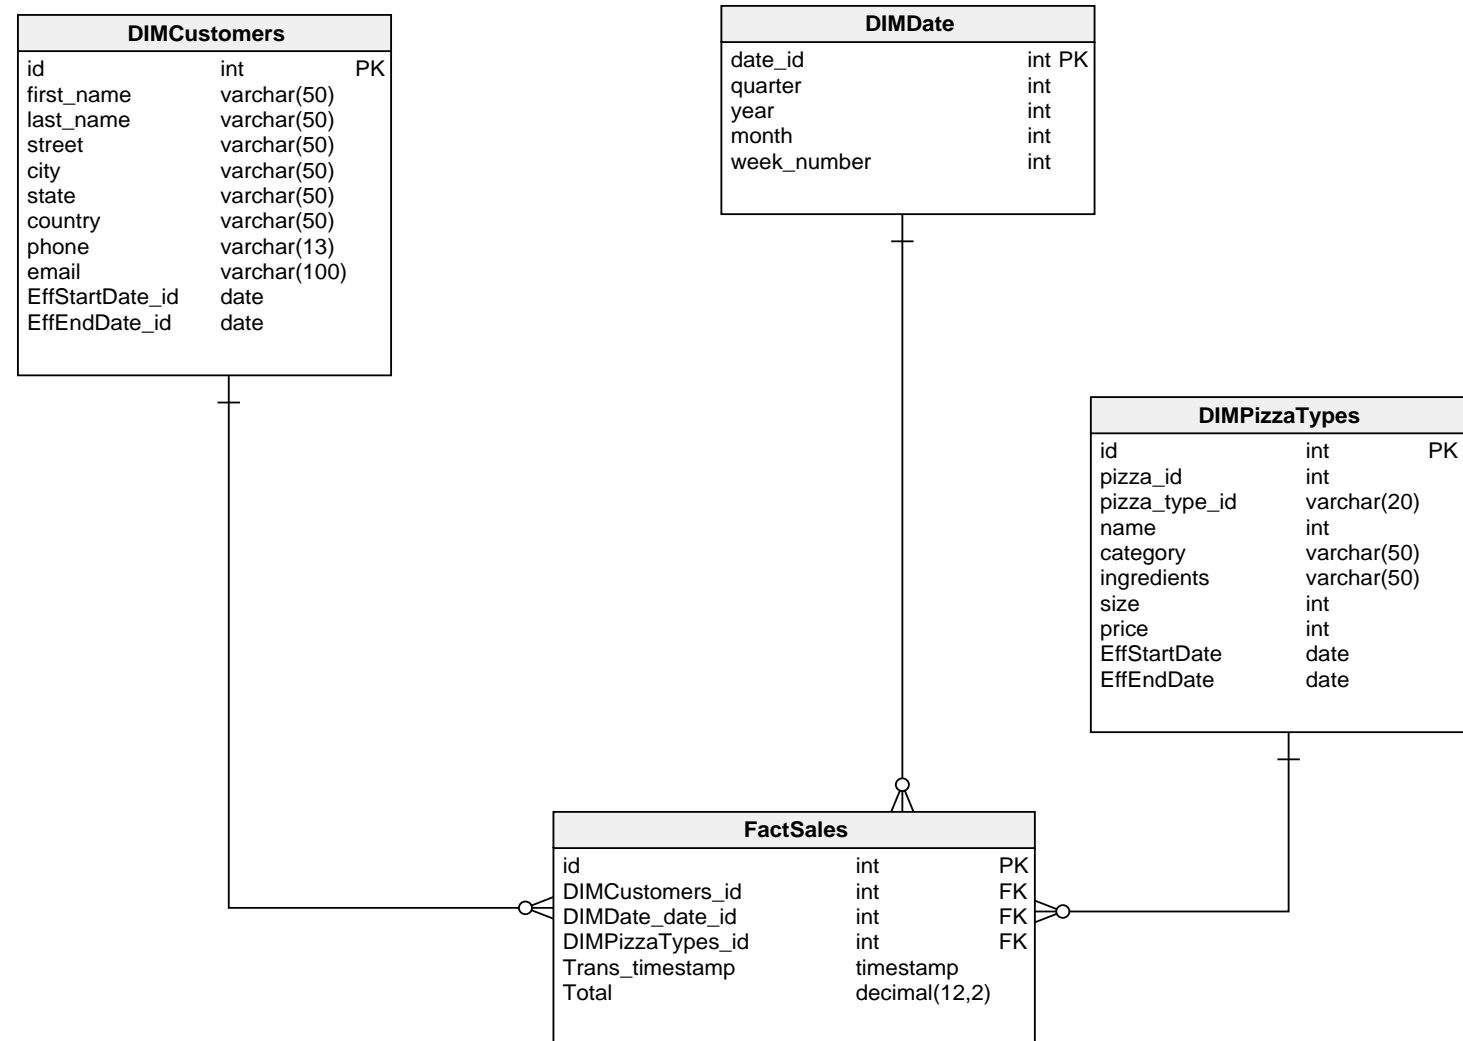 DIMCustomers
id int PK
first_name varchar(50)
last_name varchar(50)
street varchar(50)
city varchar(50)
state varchar(50)
country varchar(50)
phone varchar(13)
email varchar(100)
EffStartDate_id date
EffEndDate_id date
DIMDate
date_id int PK
quarter int
year int
month int
week_number int
DIMPizzaTypes
id int PK
pizza_id int
pizza_type_id varchar(20)
name int
category varchar(50)
ingredients varchar(50)
size int
price int
EffStartDate date
EffEndDate date
FactSales
id int PK
DIMCustomers_id int FK
DIMDate_date_id int FK
DIMPizzaTypes_id int FK
Trans_timestamp timestamp
Total decimal(12,2)